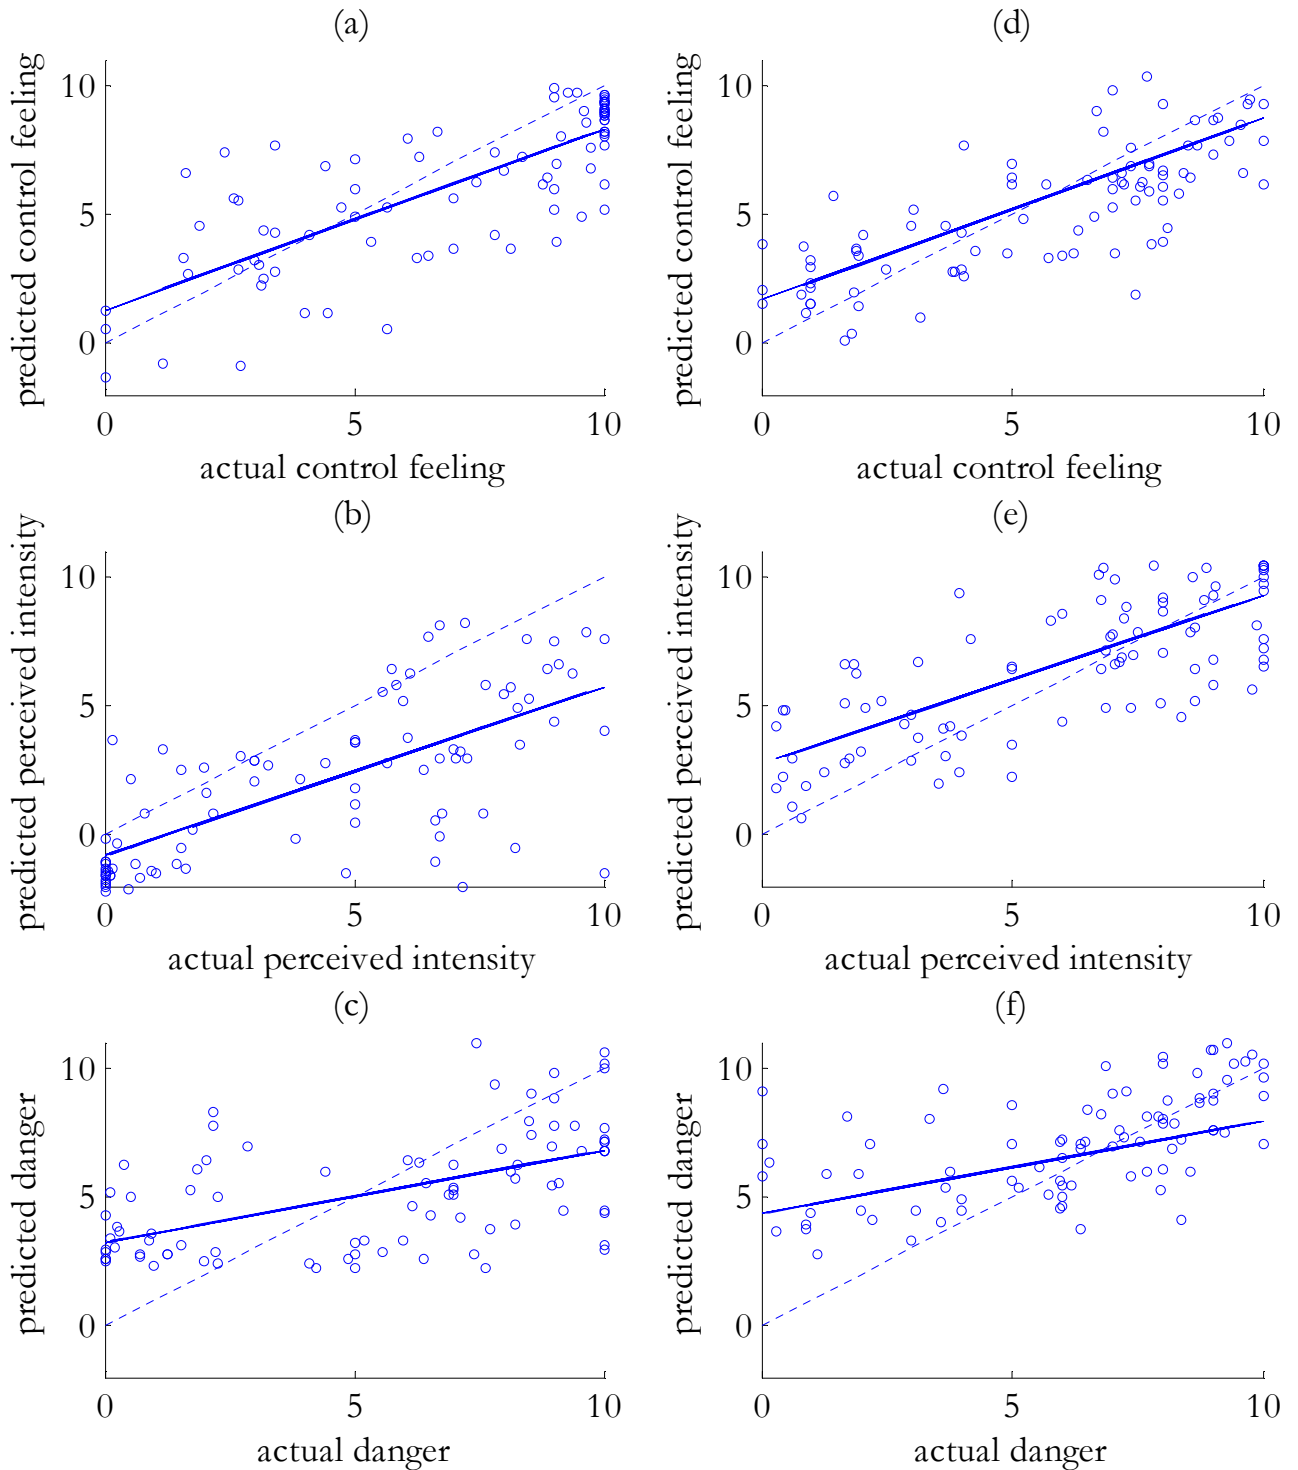 (a)
predicted control feeling
10
5
0
0 5 10
actual control feeling
(d)
predicted control feeling
10
5
0
0 5 10
actual control feeling
(b)
predicted perceived intensity
10
5
0
0 5 10
actual perceived intensity
(e)
predicted perceived intensity
10
5
0
0 5 10
actual perceived intensity
(c)
predicted danger
10
5
0
0 5 10
actual danger
(f)
predicted danger
10
5
0
0 5 10
actual danger